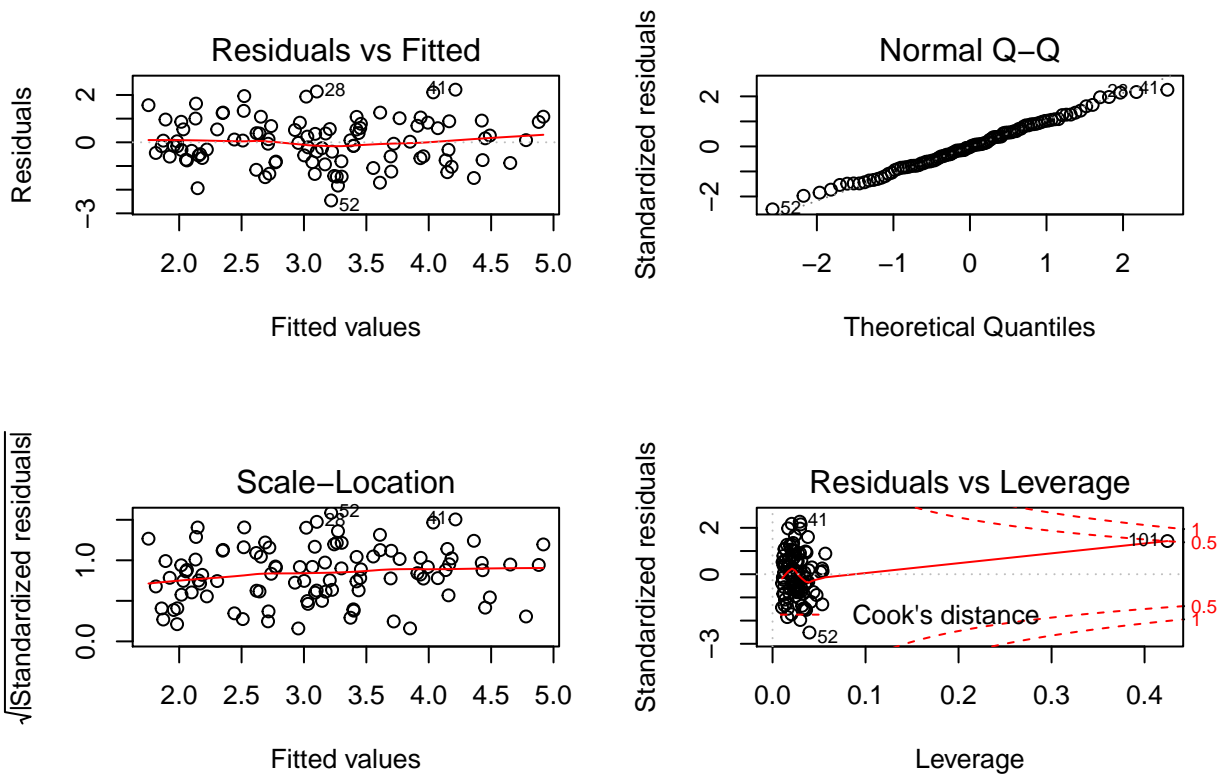 Residuals vs Fitted
Residuals
2
0
−3
28
41
52
2.0 2.5 3.0 3.5 4.0 4.5 5.0
Fitted values
Normal Q−Q
Standardized residuals
2
0
−2
28
41
52
−2 −1 0 1 2
Theoretical Quantiles
Scale−Location
√|Standardized residuals|
1.0
0.0
52
28
41
2.0 2.5 3.0 3.5 4.0 4.5 5.0
Fitted values
Residuals vs Leverage
Standardized residuals
2
0
−3
41
101
52
1
0.5
0.5
1
Cook's distance
0.0 0.1 0.2 0.3 0.4
Leverage